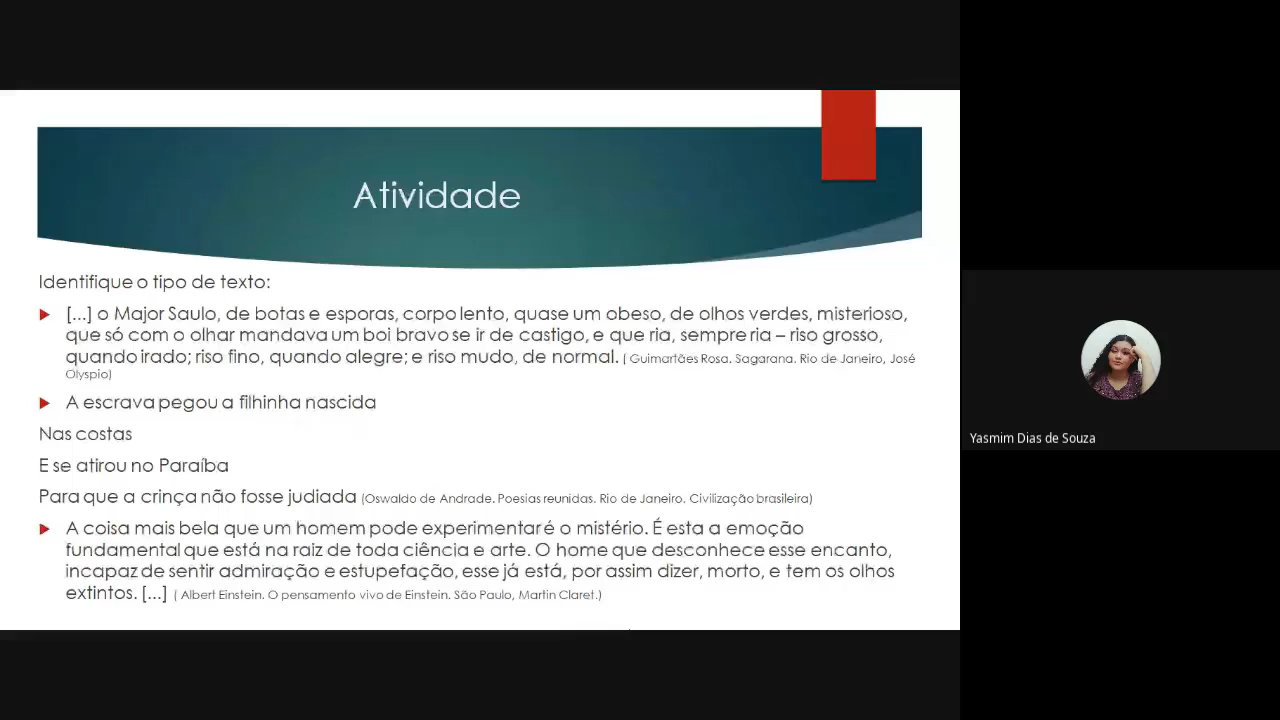 Atividade
Identifique o tipo de texto:
[...] o Major Saulo, de botas e esporas, corpo lento, quase um obeso, de olhos verdes, misterioso,
que só com o olhar mandava um boi bravo se ir de castigo, e que ria, sempre ria – riso grosso,
quando irado; riso fino, quando alegre; e riso mudo, de normal. ( Guimartães Rosa. Sagarana. Rio de Janeiro, José
Olyspio)
A escrava pegou a filhinha nascida
Nas costas
E se atirou no Paraíba
Para que a crinça não fosse judiada (Oswaldo de Andrade. Poesias reunidas. Rio de Janeiro. Civilização brasileira)
A coisa mais bela que um homem pode experimentar é o mistério. É esta a emoção
fundamental que está na raiz de toda ciência e arte. O home que desconhece esse encanto,
incapaz de sentir admiração e estupefação, esse já está, por assim dizer, morto, e tem os olhos
extintos. [...] ( Albert Einstein. O pensamento vivo de Einstein. São Paulo, Martin Claret.)
Yasmim Dias de Souza